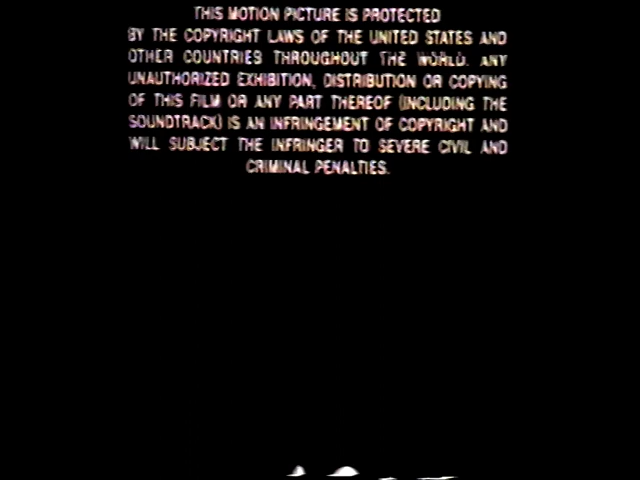 THIS MOTION PICTURE IS PROTECTED
BY THE COPYRIGHT LAWS OF THE UNITED STATES AND
OTHER COUNTRIES THROUGHOUT THE WORLD. ANY
UNAUTHORIZED EXHIBITION, DISTRIBUTION OR COPYING
OF THIS FILM OR ANY PART THEREOF (INCLUDING THE
SOUNDTRACK) IS AN INFRINGEMENT OF COPYRIGHT AND
WILL SUBJECT THE INFRINGER TO SEVERE CIVIL AND
CRIMINAL PENALTIES.